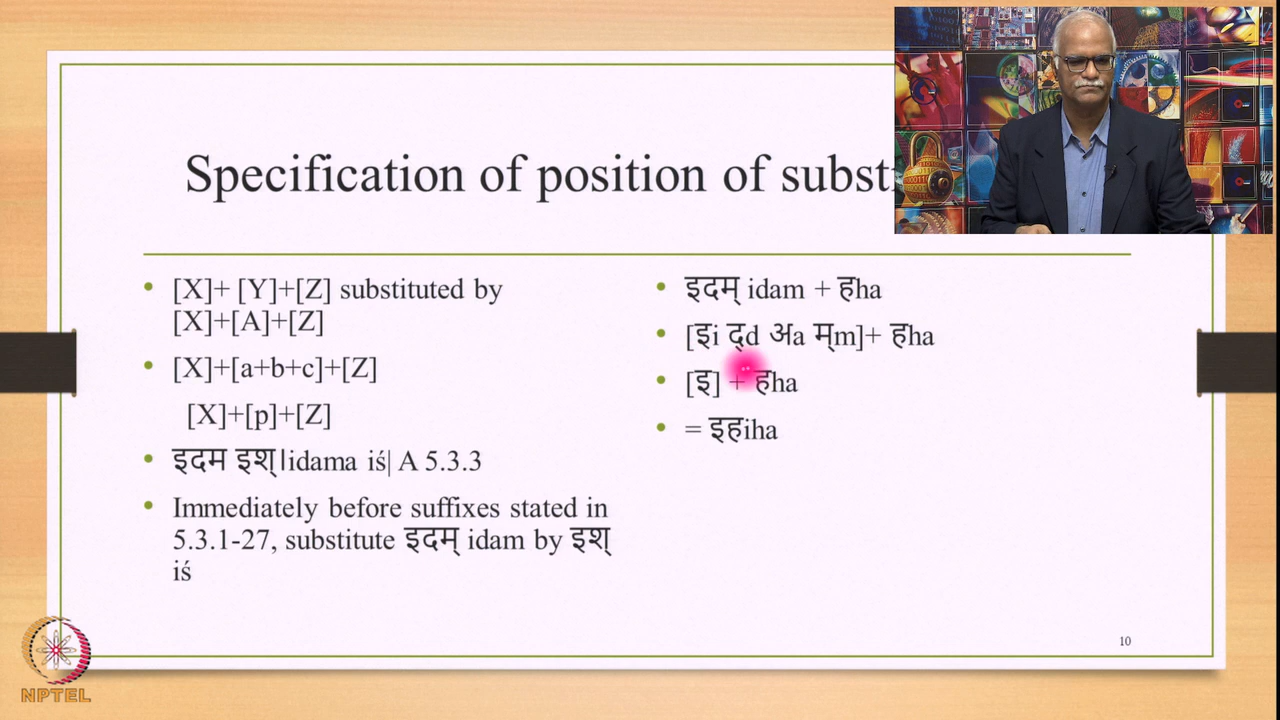 Specification of position of subst
[X]+ [Y]+[Z] substituted by
[X]+[A]+[Z]
[X]+[a+b+c]+[Z]
[X]+[p]+[Z]
इदम इश्।idama iś| A 5.3.3
Immediately before suffixes stated in
5.3.1-27, substitute इदम् idam by इश्
iś
इदम् idam + हha
[इi द्d अa म्m]+ हha
[इ] + हha
= इहiha
10
NPTEL